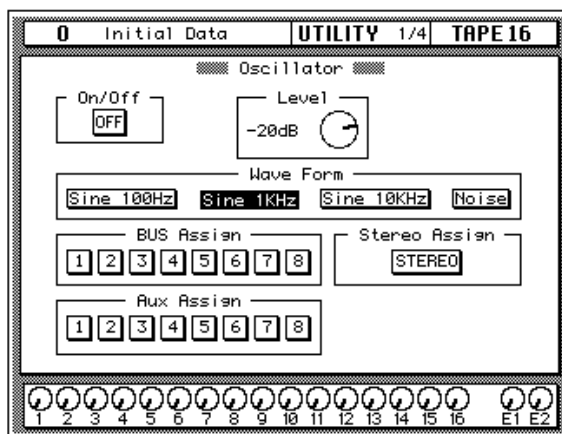 0 Initial Data UTILITY 1/4 TAPE 16
Oscillator
On/Off Level
OFF -20dB
Wave Form
Sine 100Hz Sine 1KHz Sine 10KHz Noise
BUS Assign Stereo Assign
1 2 3 4 5 6 7 8 STEREO
Aux Assign
1 2 3 4 5 6 7 8
1 2 3 4 5 6 7 8 9 10 11 12 13 14 15 16 E1 E2